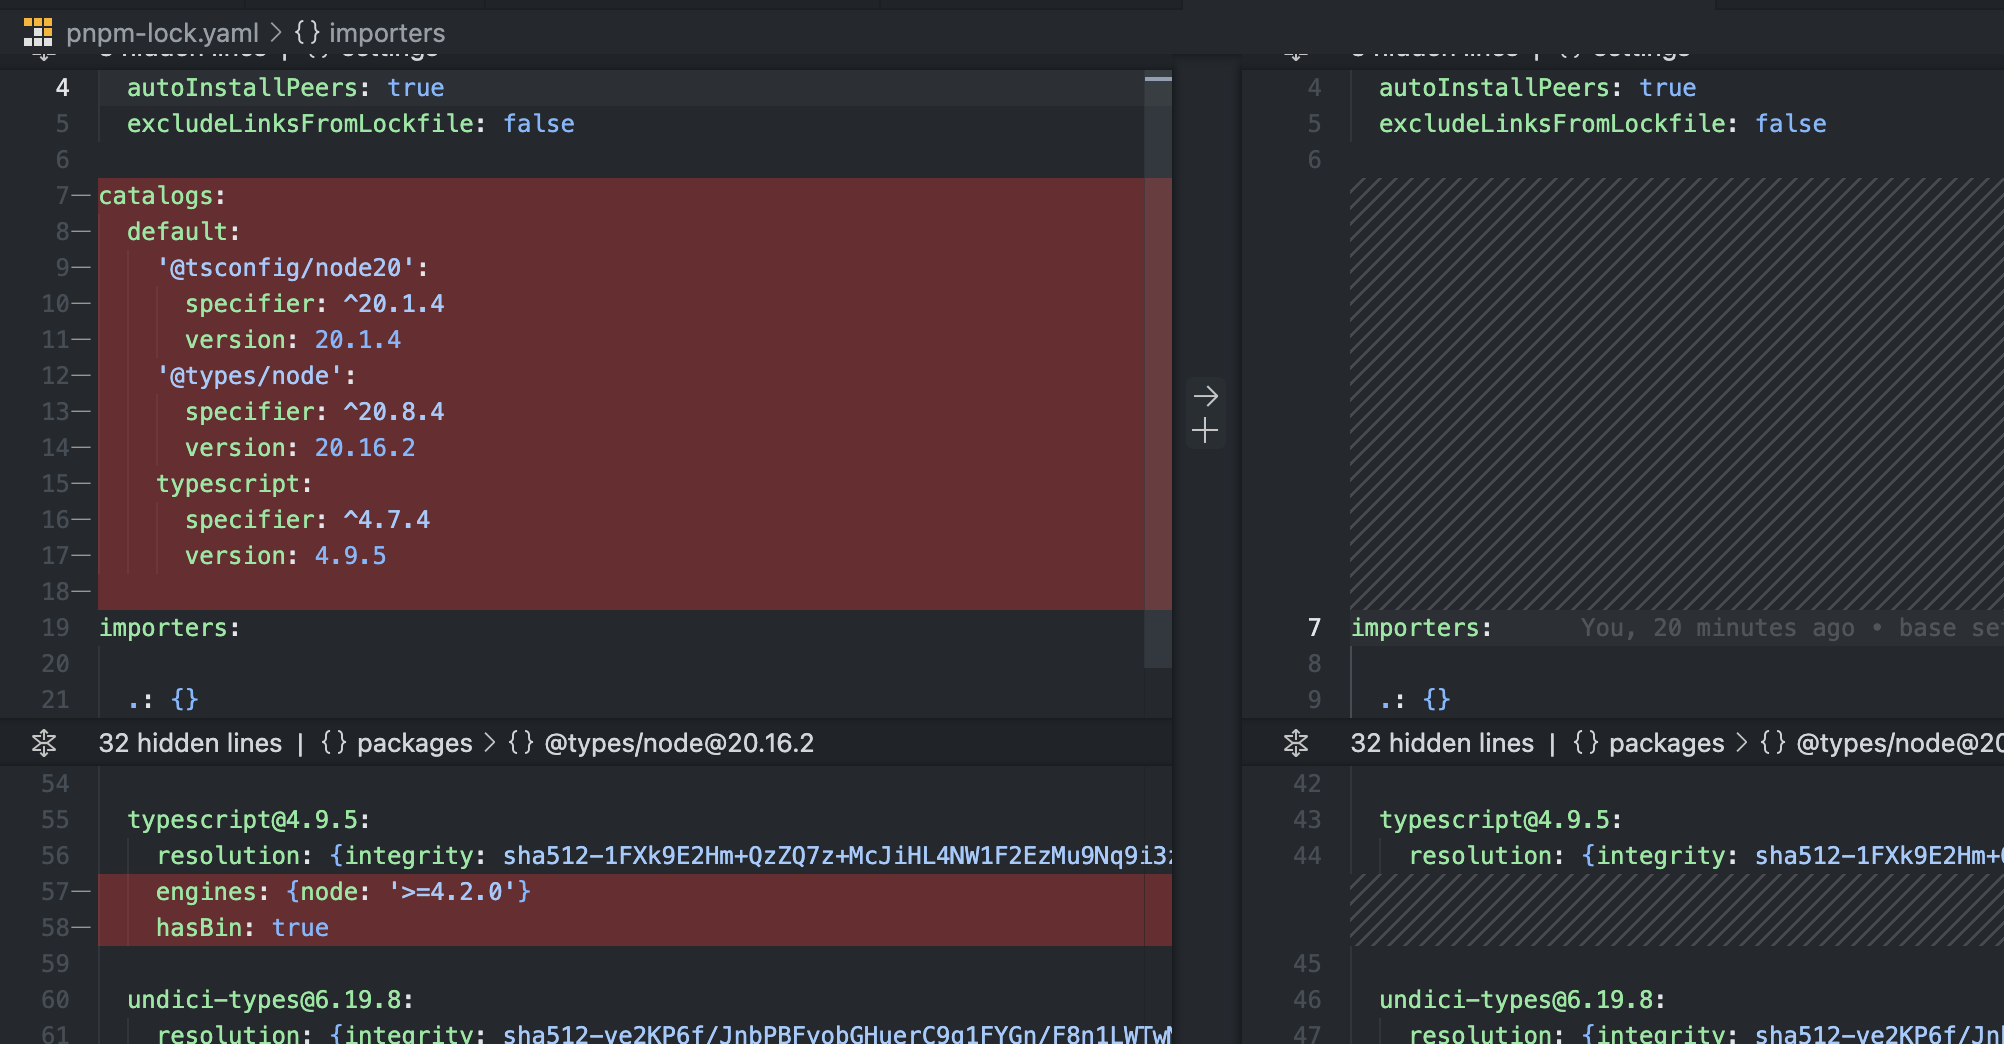 pnpm-lock.yaml > {} importers
hidden lines | {} settings
4 autoInstallPeers: true
5 excludeLinksFromLockfile: false
6
7— catalogs:
8— default:
9— '@tsconfig/node20':
10— specifier: ^20.1.4
11— version: 20.1.4
12— '@types/node':
13— specifier: ^20.8.4
14— version: 20.16.2
15— typescript:
16— specifier: ^4.7.4
17— version: 4.9.5
18—
19 importers:
20
21 .: {}
32 hidden lines | {} packages > {} @types/node@20.16.2
54
55 typescript@4.9.5:
56 resolution: {integrity: sha512-1FXk9E2Hm+QzZQ7z+McJiHL4NW1F2EzMu9Nq9i3
57— engines: {node: '>=4.2.0'}
58— hasBin: true
59
60 undici-types@6.19.8:
61 resolution: {integrity: sha512-ve2KP6f/JnbPBFyobGHuerC9g1FYGn/F8n1LWTw
hidden lines | {} settings
4 autoInstallPeers: true
5 excludeLinksFromLockfile: false
6
7 importers: You, 20 minutes ago • base se
8
9 .: {}
32 hidden lines | {} packages > {} @types/node@20
42
43 typescript@4.9.5:
44 resolution: {integrity: sha512-1FXk9E2Hm+
45
46 undici-types@6.19.8:
47 resolution: {integrity: sha512-ve2KP6f/Jn